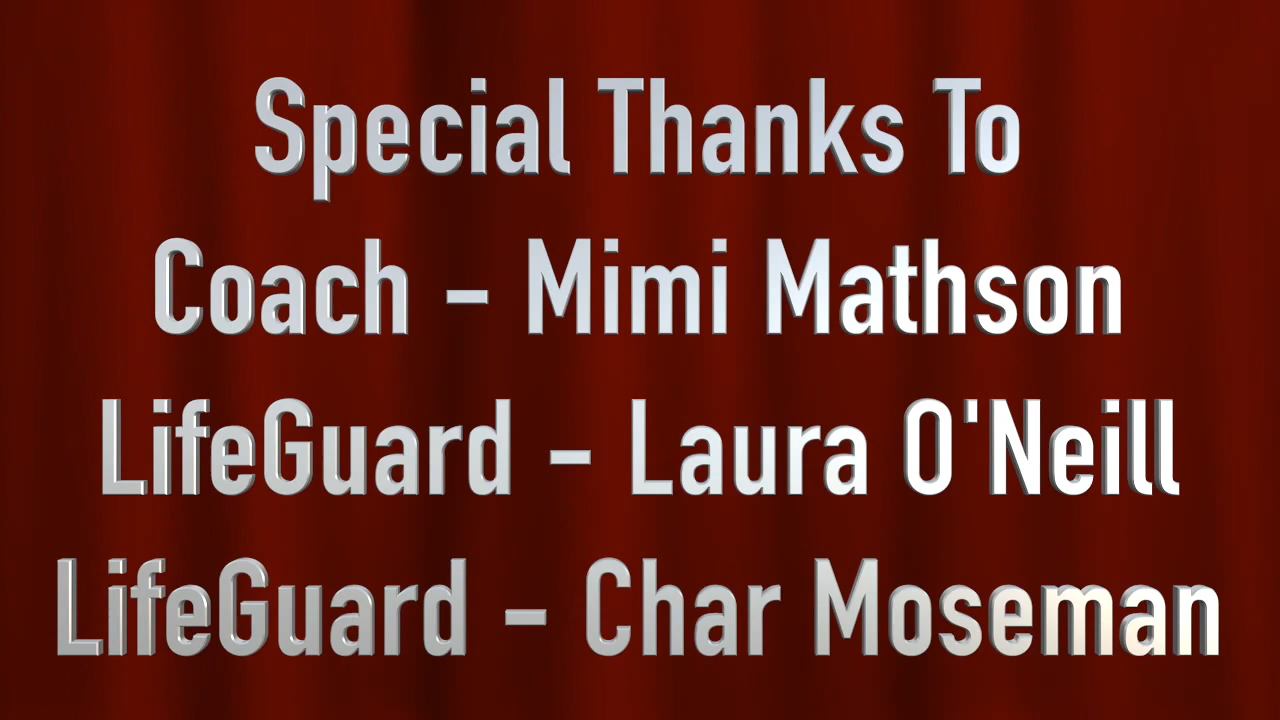 Special Thanks To
Coach - Mimi Mathson
LifeGuard - Laura O'Neill
LifeGuard - Char Moseman